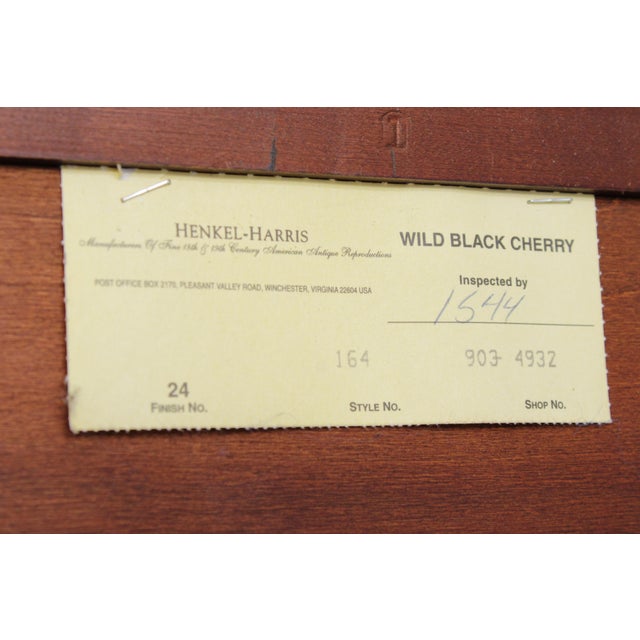 HENKEL-HARRIS
Manufacturers Of Fine 18th & 19th Century American Antique Reproductions
POST OFFICE BOX 2170, PLEASANT VALLEY ROAD, WINCHESTER, VIRGINIA 22604 USA
WILD BLACK CHERRY
Inspected by
1544
164
903-4932
24
FINISH NO.
STYLE NO.
SHOP NO.